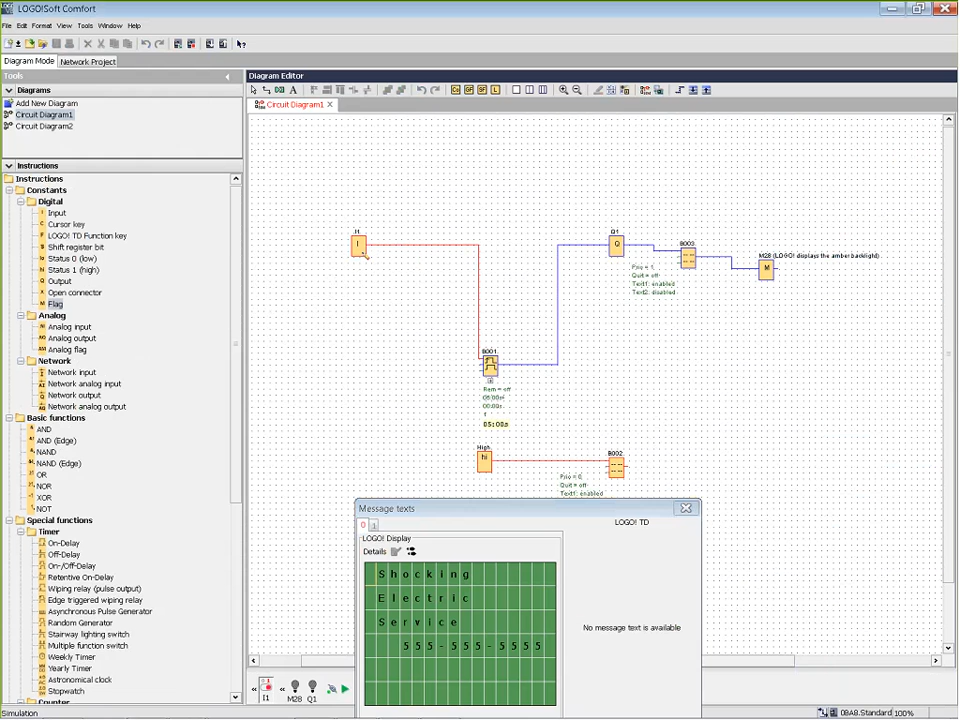 LOGO!Soft Comfort
File Edit Format View Tools Window Help
Diagram Mode Network Project
Tools
Diagrams
Add New Diagram
Circuit Diagram1
Circuit Diagram2
Instructions
Instructions
Constants
Digital
Input
Cursor key
LOGO! TD Function key
Shift register bit
Status 0 (low)
Status 1 (high)
Output
Open connector
Flag
Analog
Analog input
Analog output
Analog flag
Network
Network input
Network analog input
Network output
Network analog output
Basic functions
AND
AND (Edge)
NAND
NAND (Edge)
OR
NOR
XOR
NOT
Special functions
Timer
On-Delay
Off-Delay
On-/Off-Delay
Retentive On-Delay
Wiping relay (pulse output)
Edge triggered wiping relay
Asynchronous Pulse Generator
Random Generator
Stairway lighting switch
Multiple function switch
Weekly Timer
Yearly Timer
Astronomical clock
Stopwatch
Counter
Diagram Editor
Circuit Diagram1
I1
I
Q1
Q
B003
Prio = 1
Quit = off
Text1: enabled
Text2: disabled
M28 (LOGO! displays the amber backlight)
M
B001
Rem = off
05:00s
High
hi
B002
Prio = 0
Quit = off
Text1: enabled
Message texts
0 1
LOGO! TD
LOGO! Display
Details
Shocking
Electric
Service
555-555-5555
No message text is available
I1 M28 Q1
Simulation
0BA8.Standard 100%